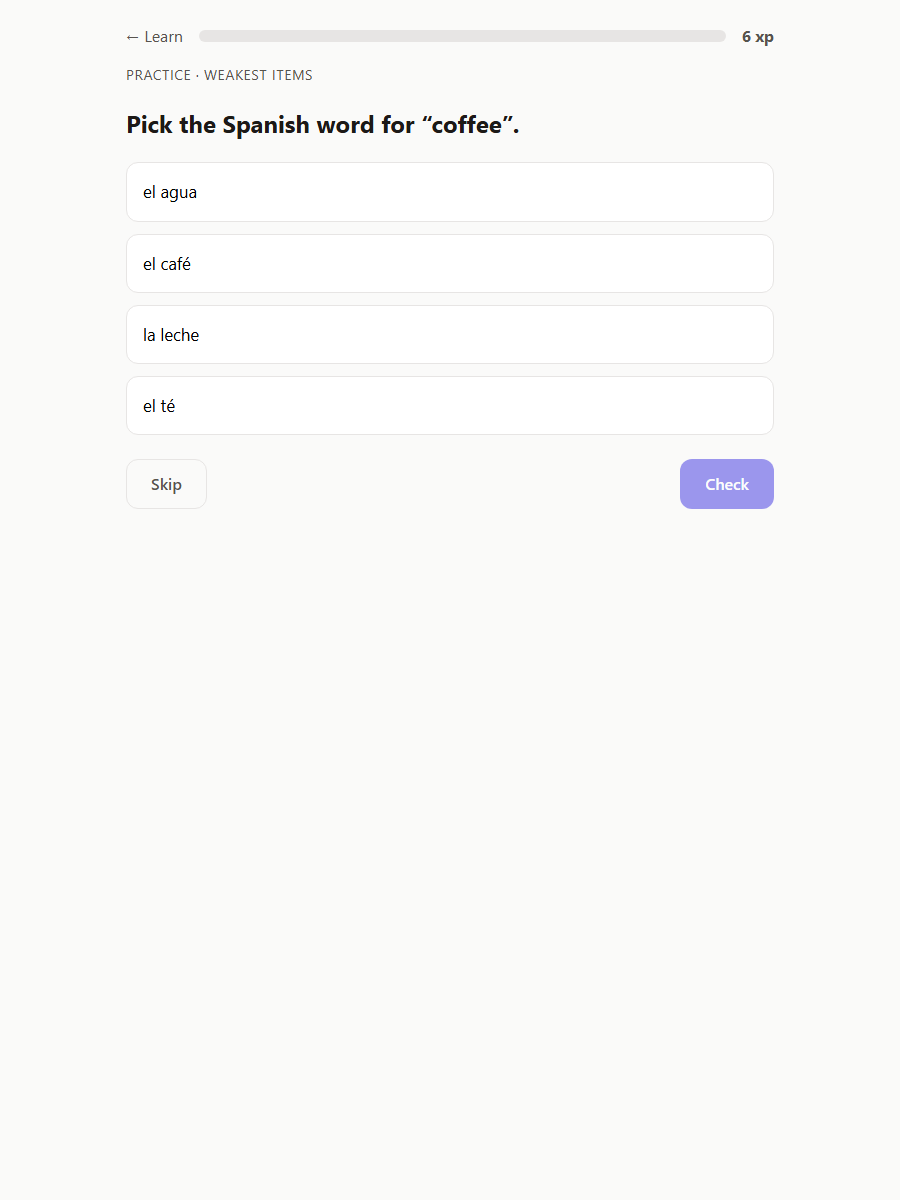 ← Learn
6 xp
PRACTICE · WEAKEST ITEMS
Pick the Spanish word for “coffee”.
el agua
el café
la leche
el té
Skip
Check